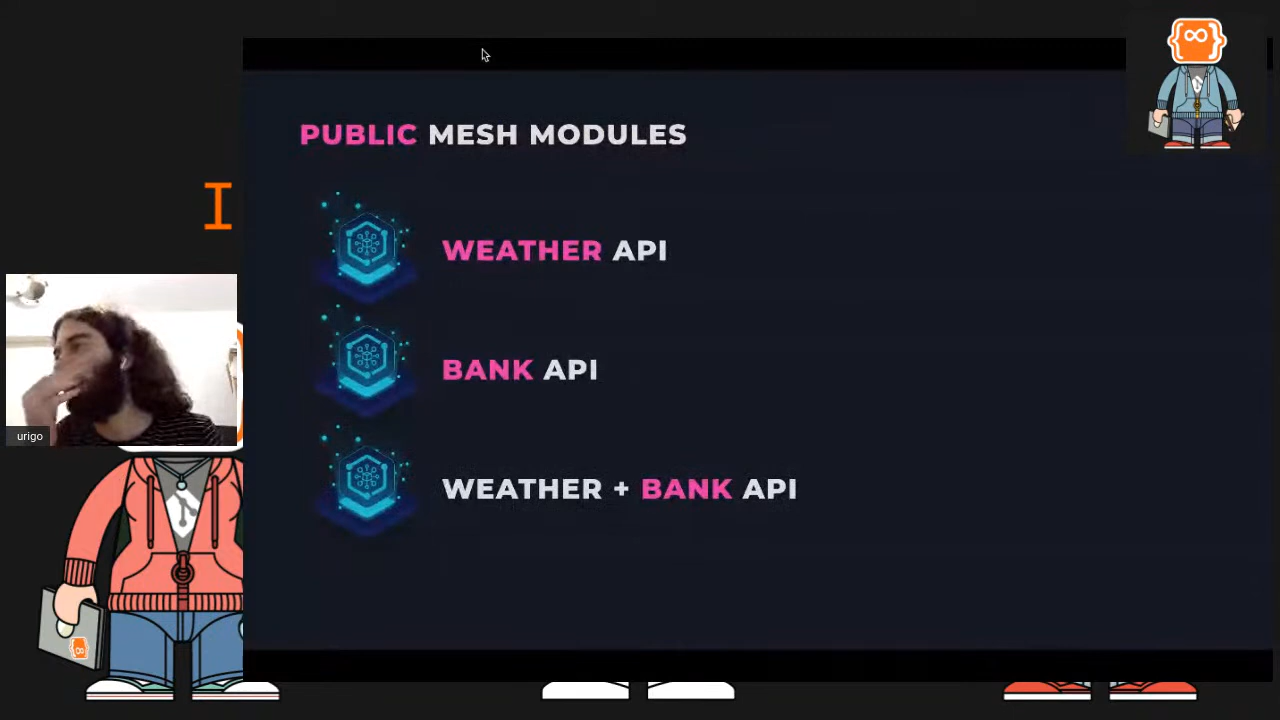 PUBLIC MESH MODULES
I
WEATHER API
BANK API
urigo
WEATHER + BANK API